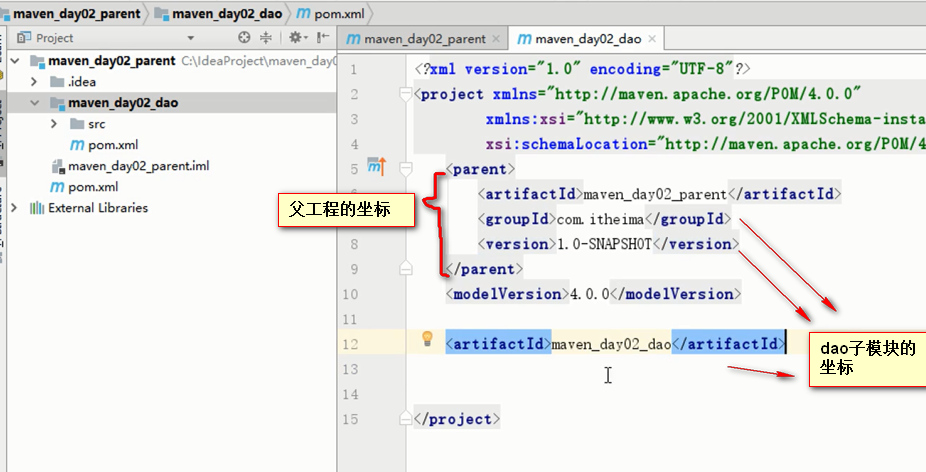 maven_day02_parent maven_day02_dao pom.xml
Project
maven_day02_parent C:\IdeaProject\maven_day0
.idea
maven_day02_dao
src
pom.xml
maven_day02_parent.iml
pom.xml
External Libraries
maven_day02_parent × maven_day02_dao ×
1 <?xml version="1.0" encoding="UTF-8"?>
2 <project xmlns="http://maven.apache.org/POM/4.0.0"
3 xmlns:xsi="http://www.w3.org/2001/XMLSchema-insta
4 xsi:schemaLocation="http://maven.apache.org/POM/4
5 <parent>
<artifactId>maven_day02_parent</artifactId>
<groupId>com.itheima</groupId>
<version>1.0-SNAPSHOT</version>
9 </parent>
10 <modelVersion>4.0.0</modelVersion>
11
12 <artifactId>maven_day02_dao</artifactId>
13
14
15 </project>
父工程的坐标
dao子模块的
坐标